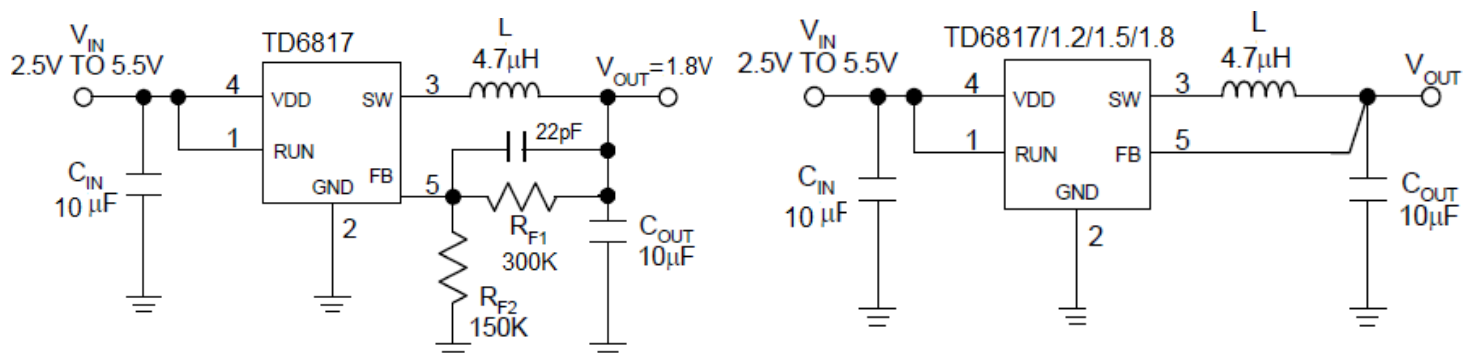 V_IN
2.5V TO 5.5V
TD6817
L
4.7μH
V_OUT=1.8V
4
VDD
SW
3
1
RUN
22pF
FB
5
GND
2
C_IN
10 μF
R_F1
300K
C_OUT
10μF
R_F2
150K
V_IN
2.5V TO 5.5V
TD6817/1.2/1.5/1.8
L
4.7μH
V_OUT
4
VDD
SW
3
1
RUN
FB
5
GND
2
C_IN
10 μF
C_OUT
10μF